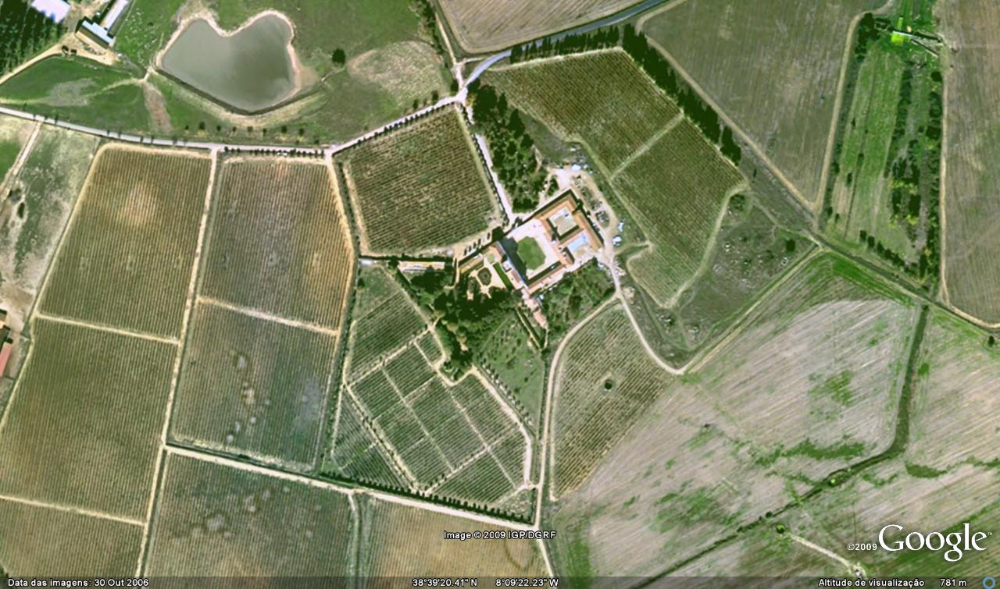 Image © 2009 IGP/DGRF
©2009 Google™
Data das imagens: 30 Out 2006 38°39'20.41" N 8°09'22.23" W Altitude de visualização 781 m